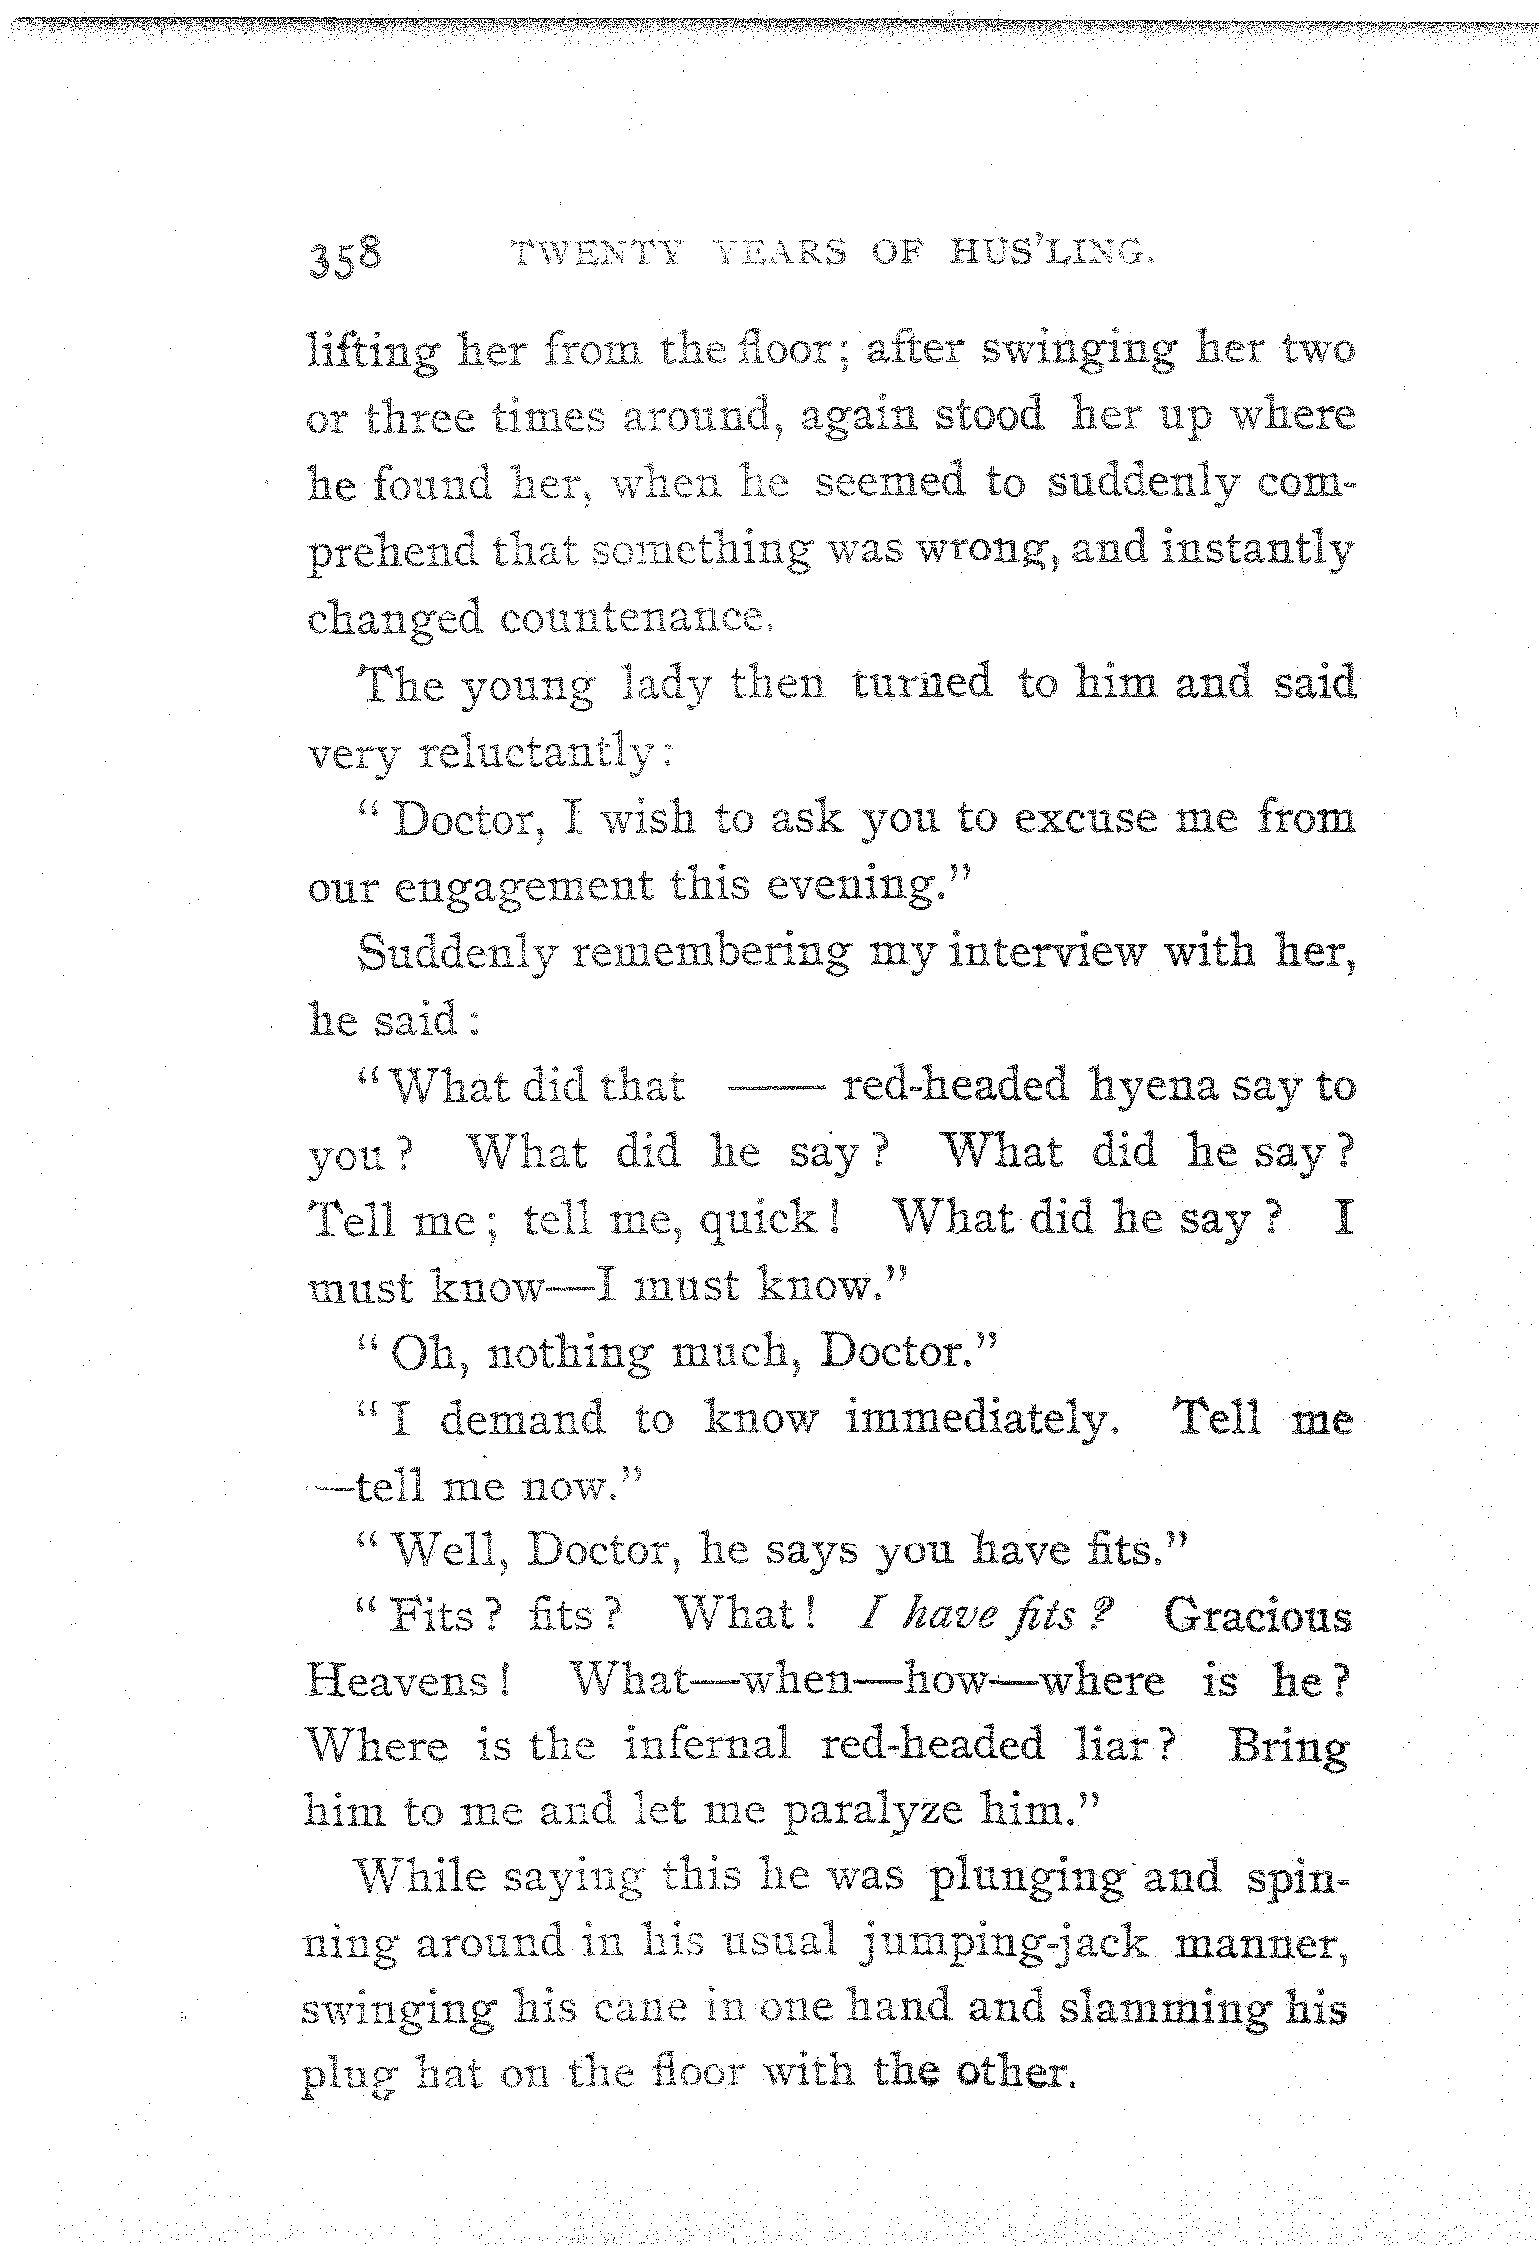 358 TWENTY YEARS OF HUS'LING.
lifting her from the floor; after swinging her two
or three times around, again stood her up where
he found her, when he seemed to suddenly com-
prehend that something was wrong, and instantly
changed countenance.
The young lady then turned to him and said
very reluctantly:
“Doctor, I wish to ask you to excuse me from
our engagement this evening.”
Suddenly remembering my interview with her,
he said:
“What did that —— red-headed hyena say to
you? What did he say? What did he say?
Tell me; tell me, quick! What did he say? I
must know—I must know.”
“Oh, nothing much, Doctor.”
“I demand to know immediately. Tell me
—tell me now.”
“Well, Doctor, he says you have fits.”
“Fits? fits? What! I have fits? Gracious
Heavens! What—when—how—where is he?
Where is the infernal red-headed liar? Bring
him to me and let me paralyze him.”
While saying this he was plunging and spin-
ning around in his usual jumping-jack manner,
swinging his cane in one hand and slamming his
plug hat on the floor with the other.